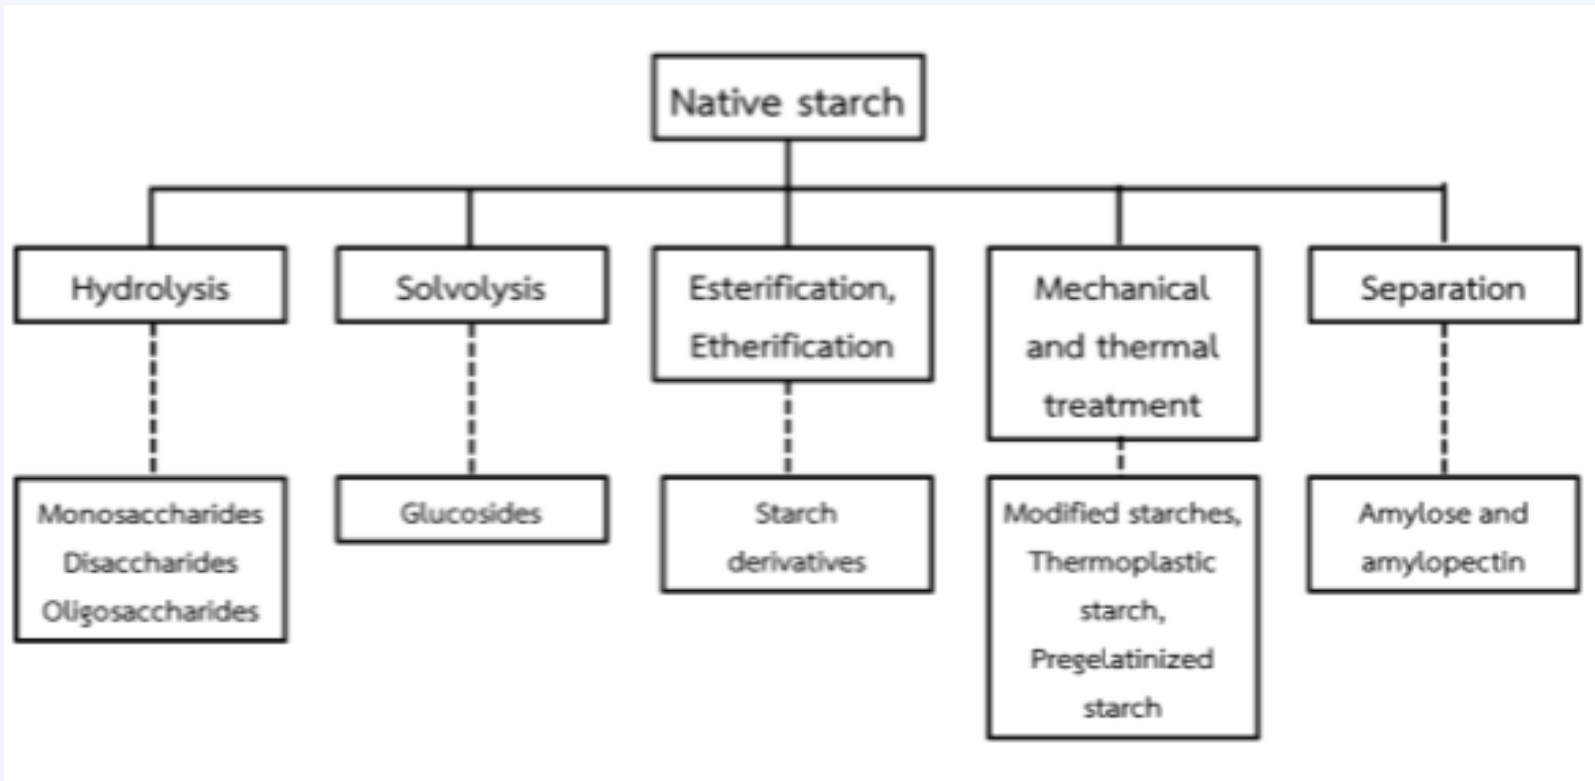 Native starch
Hydrolysis
Solvolysis
Esterification,
Etherification
Mechanical
and thermal
treatment
Separation
Monosaccharides
Disaccharides
Oligosaccharides
Glucosides
Starch
derivatives
Modified starches,
Thermoplastic
starch,
Pregelatinized
starch
Amylose and
amylopectin